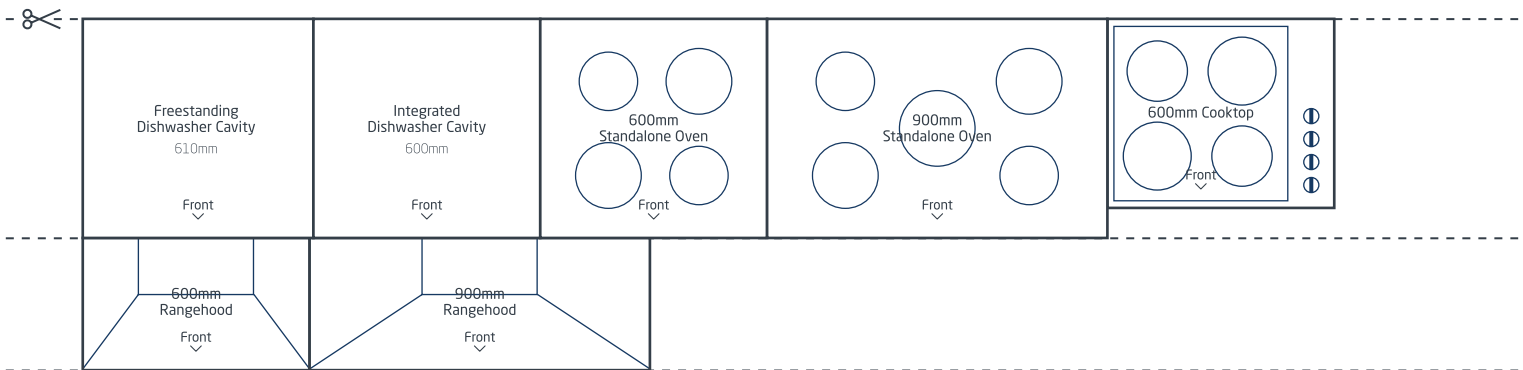 Freestanding
Dishwasher Cavity
610mm
Front
Integrated
Dishwasher Cavity
600mm
Front
600mm
Standalone Oven
Front
900mm
Standalone Oven
Front
600mm Cooktop
Front
600mm
Rangehood
Front
900mm
Rangehood
Front